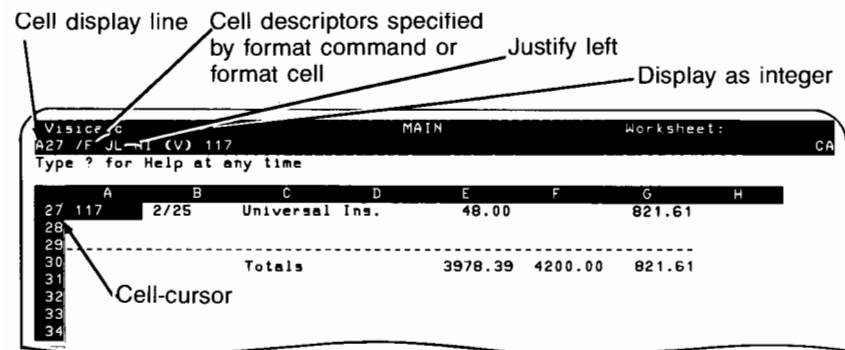 Cell display line
Cell descriptors specified
by format command or
format cell
Justify left
Display as integer
Visicalc MAIN Worksheet:
A27 /F JL NI (V) 117 CA
Type ? for Help at any time
A B C D E F G H
27 117 2/25 Universal Ins. 48.00 821.61
28
29
30 Totals 3978.39 4200.00 821.61
31
32
33
34
Cell-cursor